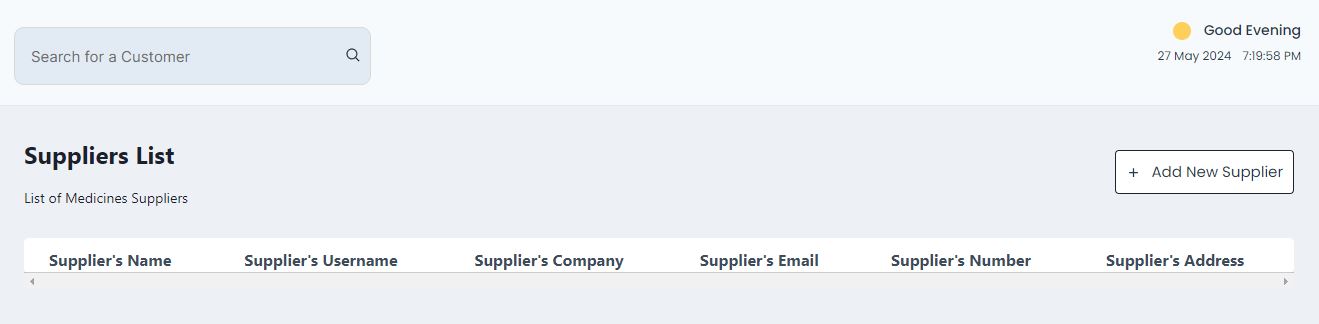 Search for a Customer
Good Evening
27 May 2024 7:19:58 PM
Suppliers List
+ Add New Supplier
List of Medicines Suppliers
Supplier's Name Supplier's Username Supplier's Company Supplier's Email Supplier's Number Supplier's Address